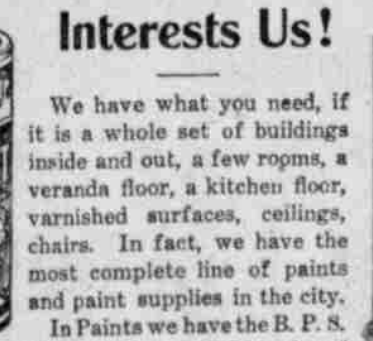 Interests Us!
We have what you need, if
it is a whole set of buildings
inside and out, a few rooms, a
veranda floor, a kitchen floor,
varnished surfaces, ceilings,
chairs. In fact, we have the
most complete line of paints
and paint supplies in the city.
In Paints we have the B. P. S.